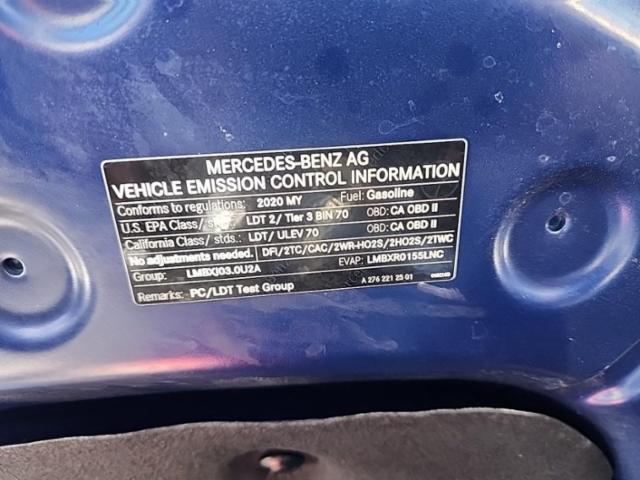 MERCEDES-BENZ AG
VEHICLE EMISSION CONTROL INFORMATION
Conforms to regulations: 2020 MY Fuel: Gasoline
U.S. EPA Class/ stds.: LDT 2/ Tier 3 BIN 70 OBD: CA OBD II
California Class/ stds.: LDT/ ULEV 70 OBD: CA OBD II
No adjustments needed. DFI/2TC/CAC/2WR-HO2S/2HO2S/2TWC
Group: LMBXJ03.0U2A EVAP: LMBXR0155LNC
Remarks: PC/LDT Test Group A 276 221 25 01